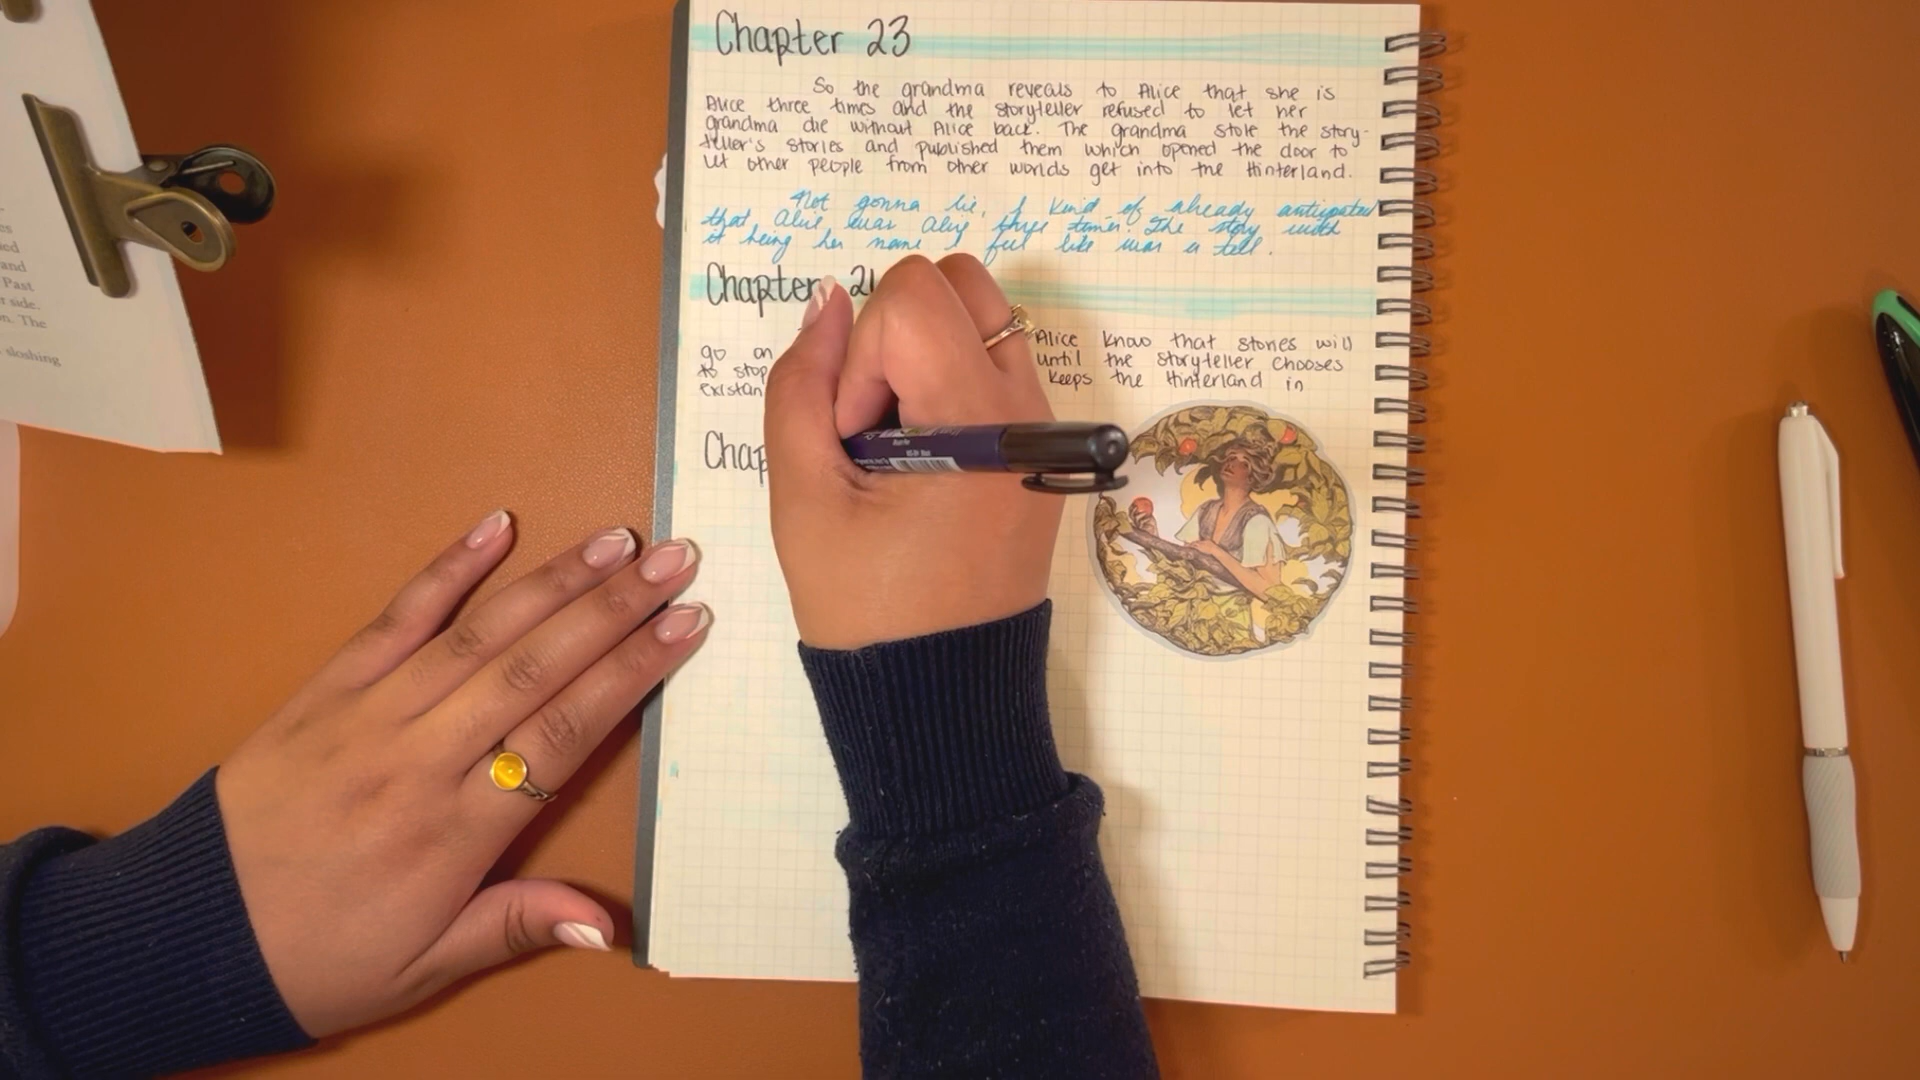 Chapter 23
So the grandma reveals to Alice that she is
Alice three times and the storyteller refused to let her
grandma die without Alice back. The grandma stole the story-
teller's stories and published them which opened the door to
let other people from other worlds get into the Hinterland.
Not gonna lie, I kind of already anticipated
that Alice was Alice three times. The story with
it being her name I feel like was a tell.
Chapter
Alice know that stories will
go on until the storyteller chooses
to stop keeps the Hinterland in
existan
Chap
and
Past
side.
The
sloshing